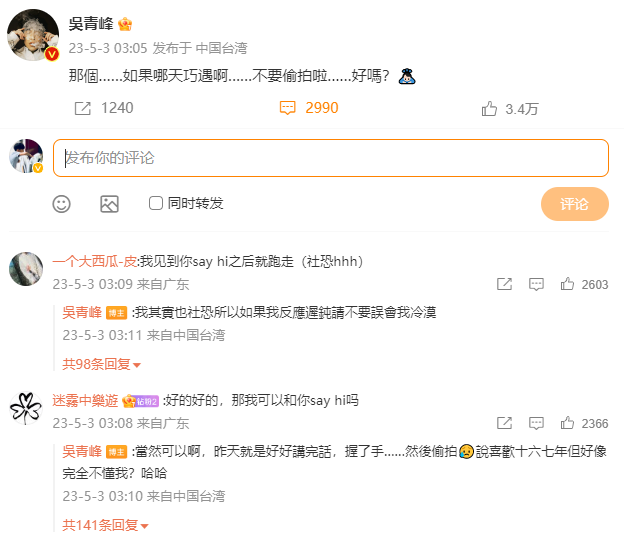 吳青峰
23-5-3 03:05 发布于 中国台湾
那個……如果哪天巧遇啊……不要偷拍啦……好嗎？
1240
2990
3.4万
发布你的评论
同时转发
评论
一个大西瓜-皮:我见到你say hi之后就跑走（社恐hhh）
23-5-3 03:09 来自广东
2603
吳青峰 博主 :我其實也社恐所以如果我反應遲鈍請不要誤會我冷漠
23-5-3 03:11 来自中国台湾
共98条回复
迷霧中樂遊 钻粉2 :好的好的，那我可以和你say hi吗
23-5-3 03:08 来自广东
2366
吳青峰 博主 :當然可以啊，昨天就是好好講完話，握了手……然後偷拍😥說喜歡十六七年但好像
完全不懂我？哈哈
23-5-3 03:10 来自中国台湾
共141条回复